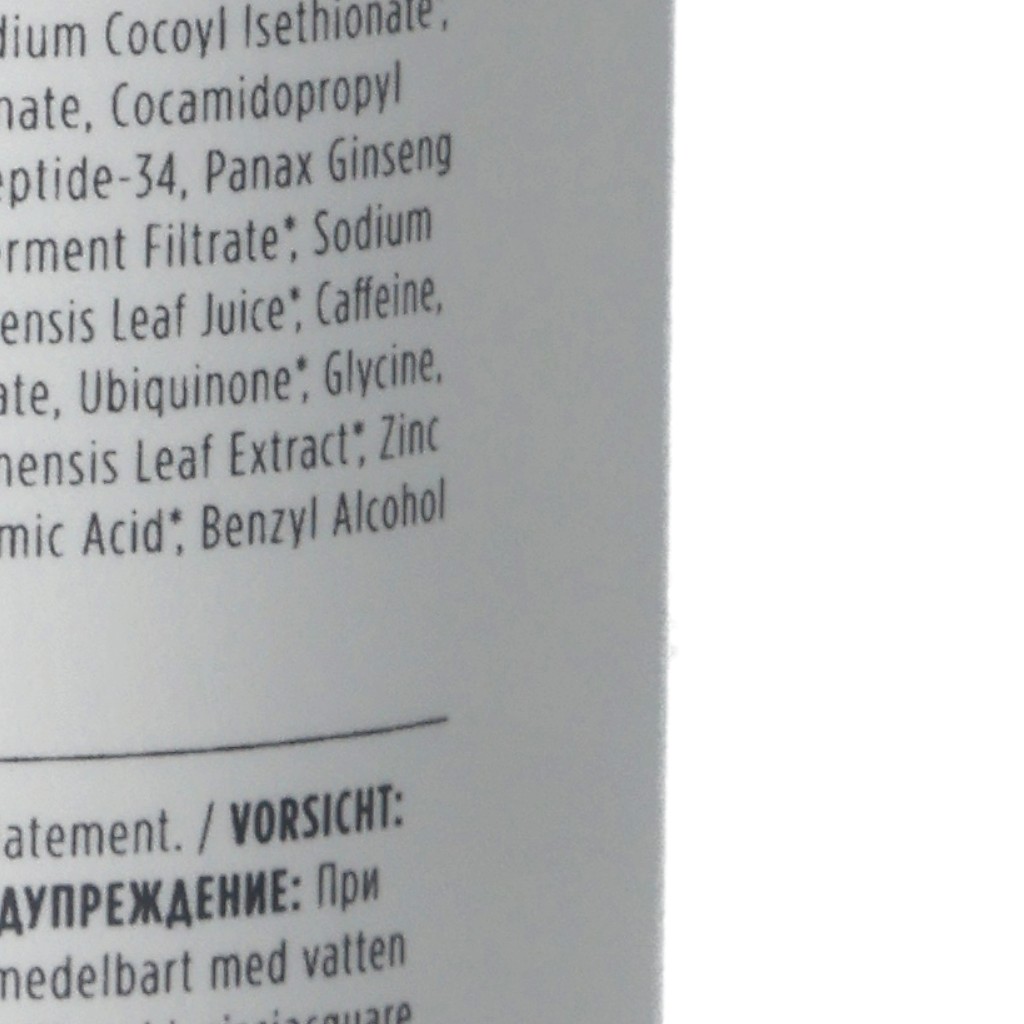 dium Cocoyl Isethionate*,
nate, Cocamidopropyl
eptide-34, Panax Ginseng
erment Filtrate*, Sodium
ensis Leaf Juice*, Caffeine,
ate, Ubiquinone*, Glycine,
nensis Leaf Extract*, Zinc
mic Acid*, Benzyl Alcohol
atement. / VORSICHT:
ДУПРЕЖДЕНИЕ: При
medelbart med vatten